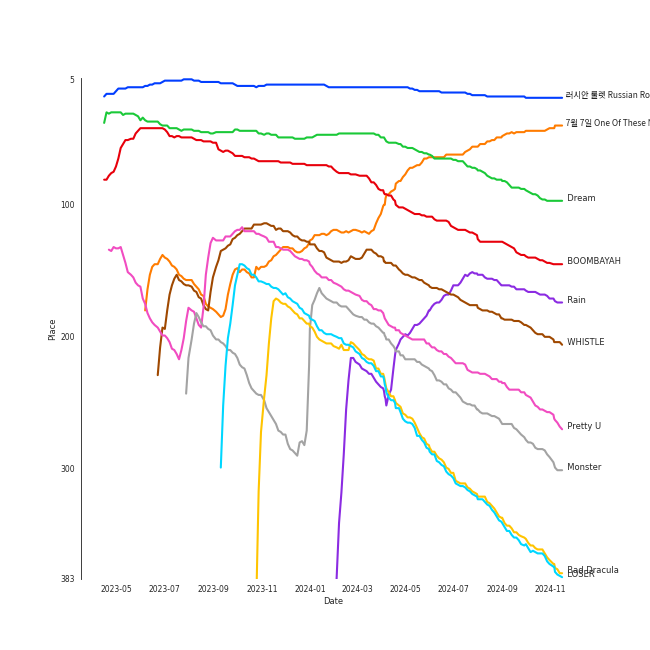 5
100
200
300
383
Place
2023-05
2023-07
2023-09
2023-11
2024-01
2024-03
2024-05
2024-07
2024-09
2024-11
Date
러시안 룰렛 Russian Ro
7월 7일 One Of These N
Dream
BOOMBAYAH
Rain
WHISTLE
Pretty U
Monster
Bad Dracula
LOSER